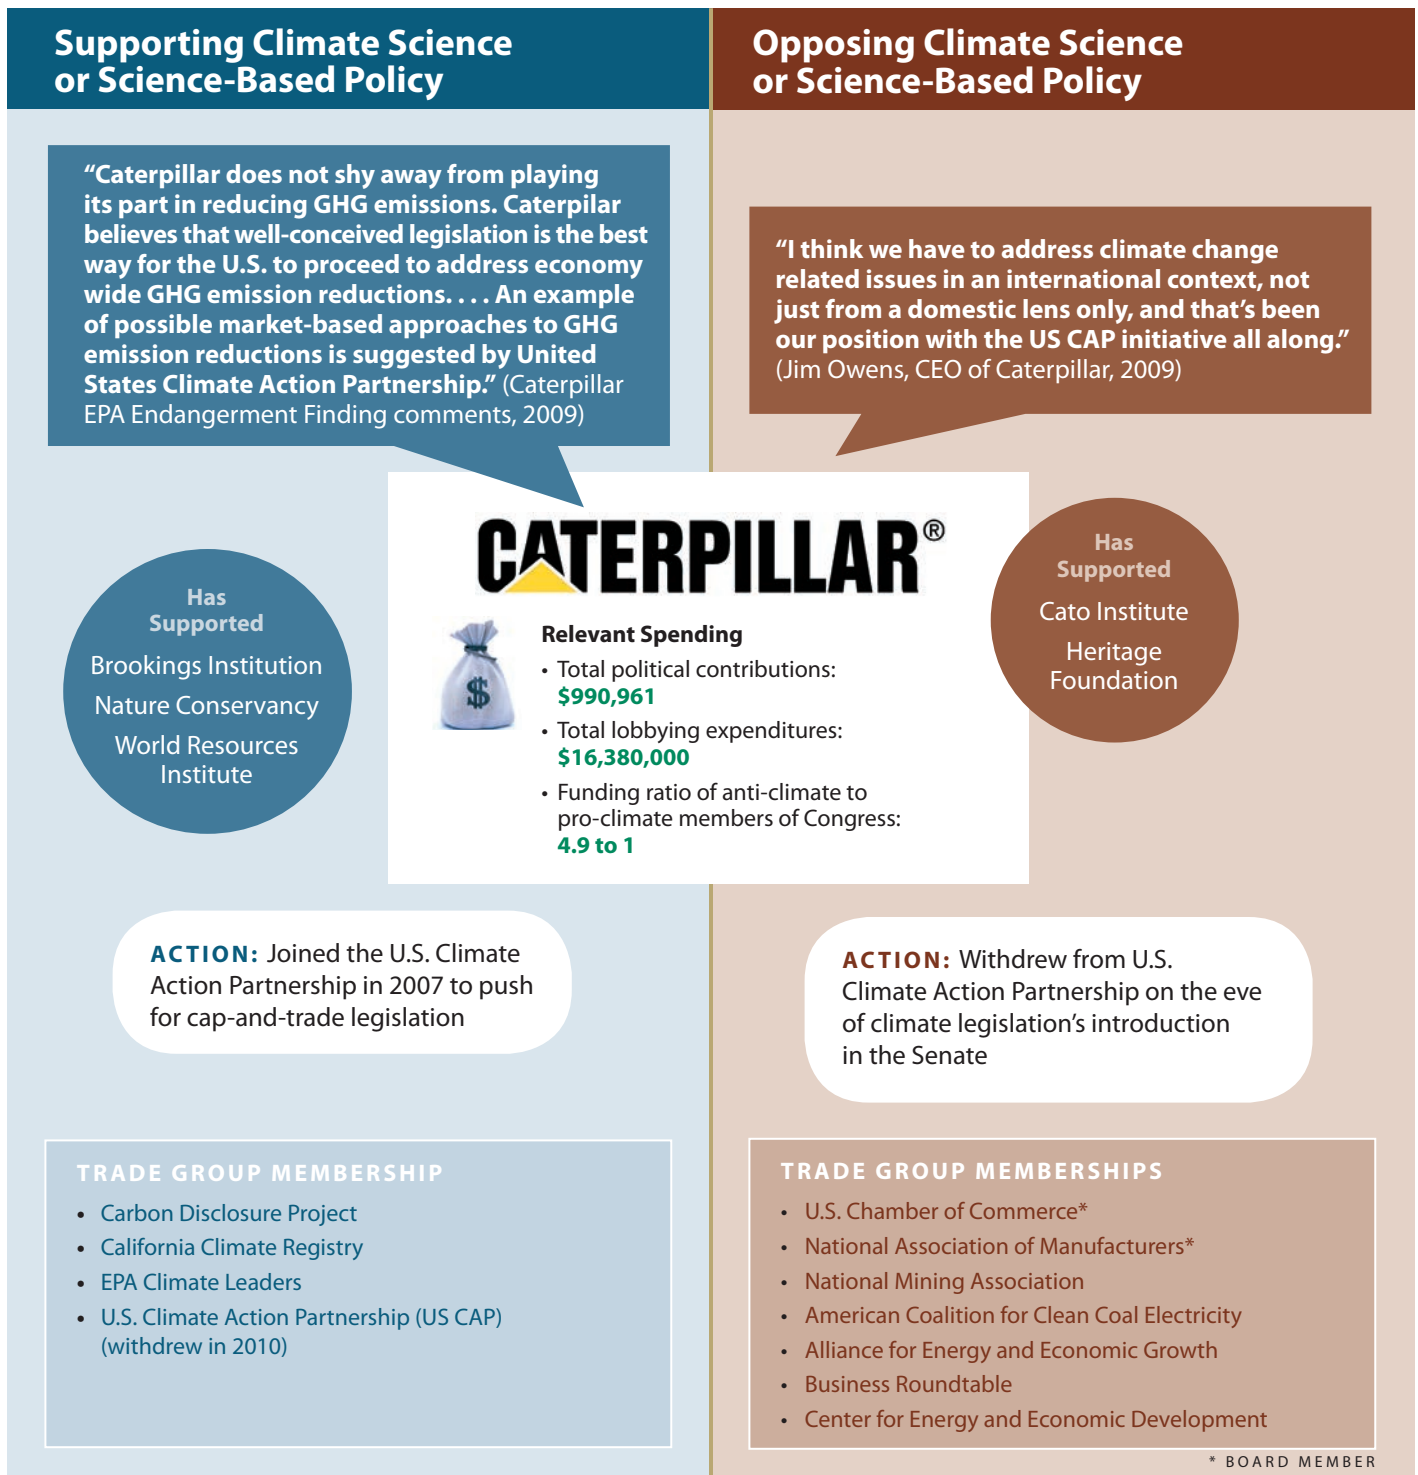 Supporting Climate Science
or Science-Based Policy
“Caterpillar does not shy away from playing
its part in reducing GHG emissions. Caterpilar
believes that well-conceived legislation is the best
way for the U.S. to proceed to address economy
wide GHG emission reductions. . . . An example
of possible market-based approaches to GHG
emission reductions is suggested by United
States Climate Action Partnership.” (Caterpillar
EPA Endangerment Finding comments, 2009)
Opposing Climate Science
or Science-Based Policy
“I think we have to address climate change
related issues in an international context, not
just from a domestic lens only, and that’s been
our position with the US CAP initiative all along.”
(Jim Owens, CEO of Caterpillar, 2009)
Has
Supported
Brookings Institution
Nature Conservancy
World Resources
Institute
CATERPILLAR®
$
Relevant Spending
• Total political contributions:
$990,961
• Total lobbying expenditures:
$16,380,000
• Funding ratio of anti-climate to
pro-climate members of Congress:
4.9 to 1
Has
Supported
Cato Institute
Heritage
Foundation
ACTION: Joined the U.S. Climate
Action Partnership in 2007 to push
for cap-and-trade legislation
ACTION: Withdrew from U.S.
Climate Action Partnership on the eve
of climate legislation’s introduction
in the Senate
TRADE GROUP MEMBERSHIP
• Carbon Disclosure Project
• California Climate Registry
• EPA Climate Leaders
• U.S. Climate Action Partnership (US CAP)
(withdrew in 2010)
TRADE GROUP MEMBERSHIPS
• U.S. Chamber of Commerce*
• National Association of Manufacturers*
• National Mining Association
• American Coalition for Clean Coal Electricity
• Alliance for Energy and Economic Growth
• Business Roundtable
• Center for Energy and Economic Development
* BOARD MEMBER